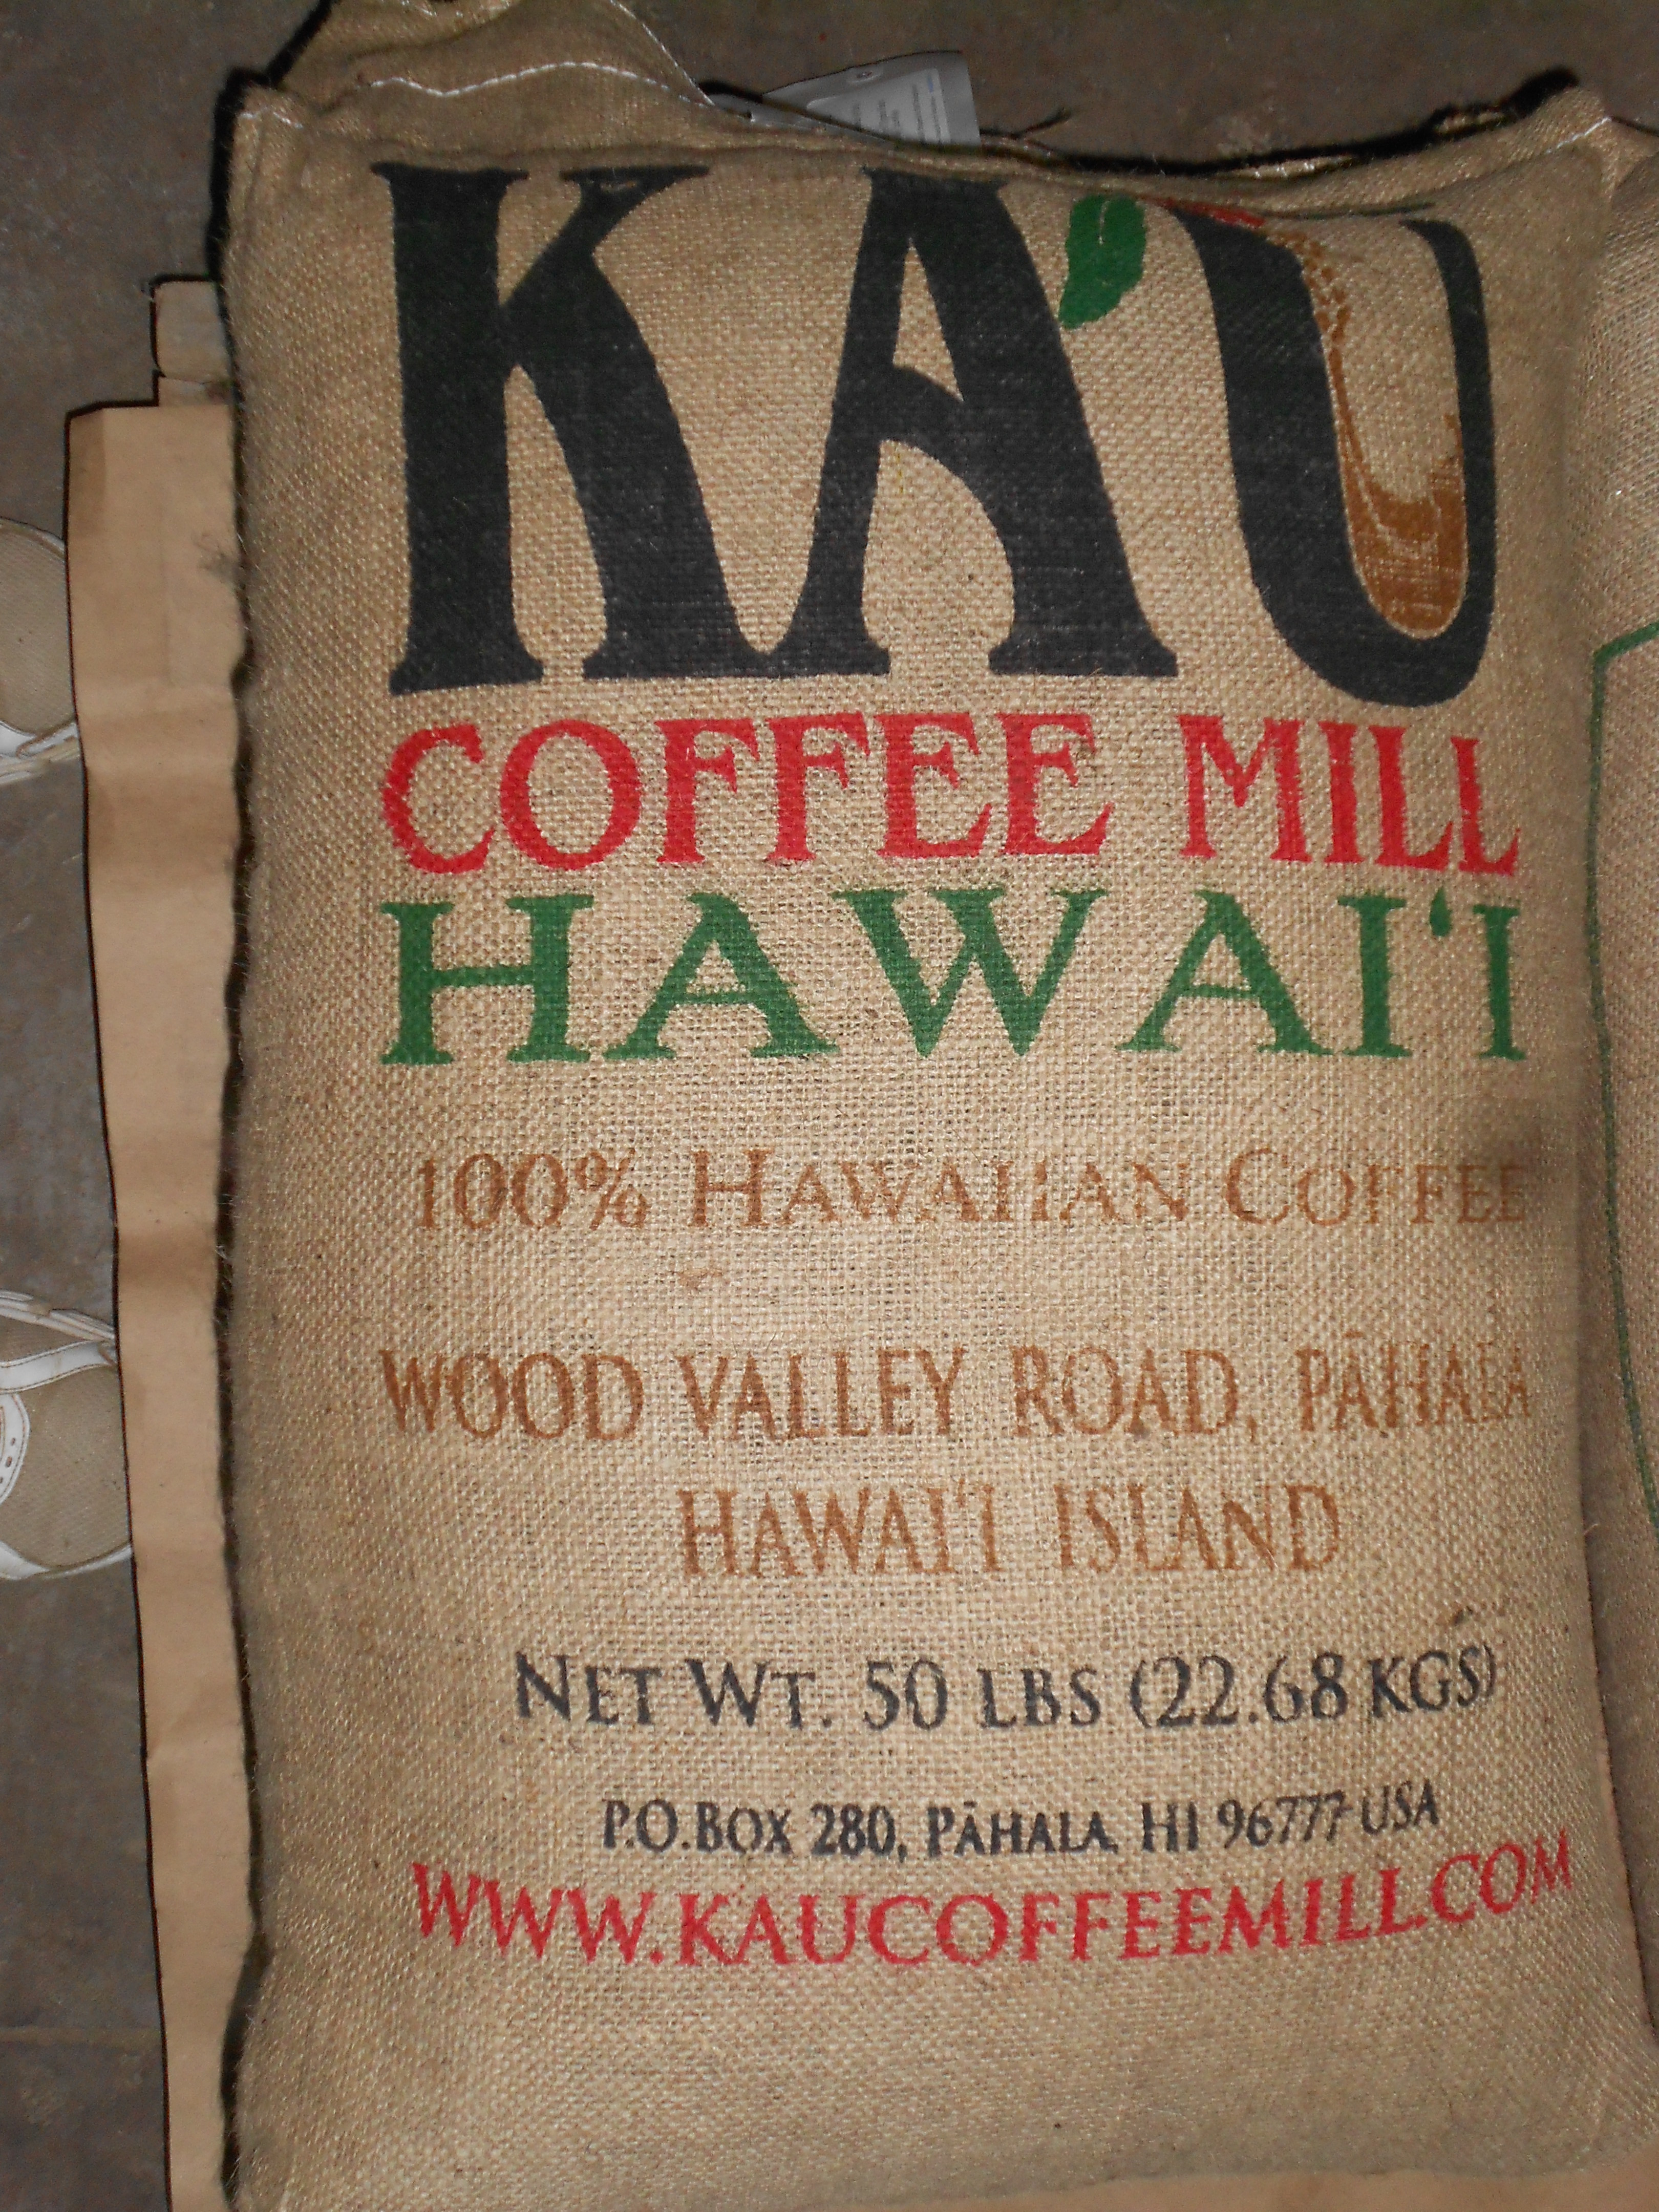 KA'U
COFFEE MILL
HAWAI‘I
100% HAWAIIAN COFFEE
WOOD VALLEY ROAD, PĀHALA
HAWAI‘I ISLAND
NET WT. 50 LBS (22.68 KGS)
P.O.BOX 280, PĀHALA, HI 96777 USA
WWW.KAUCOFFEEMILL.COM